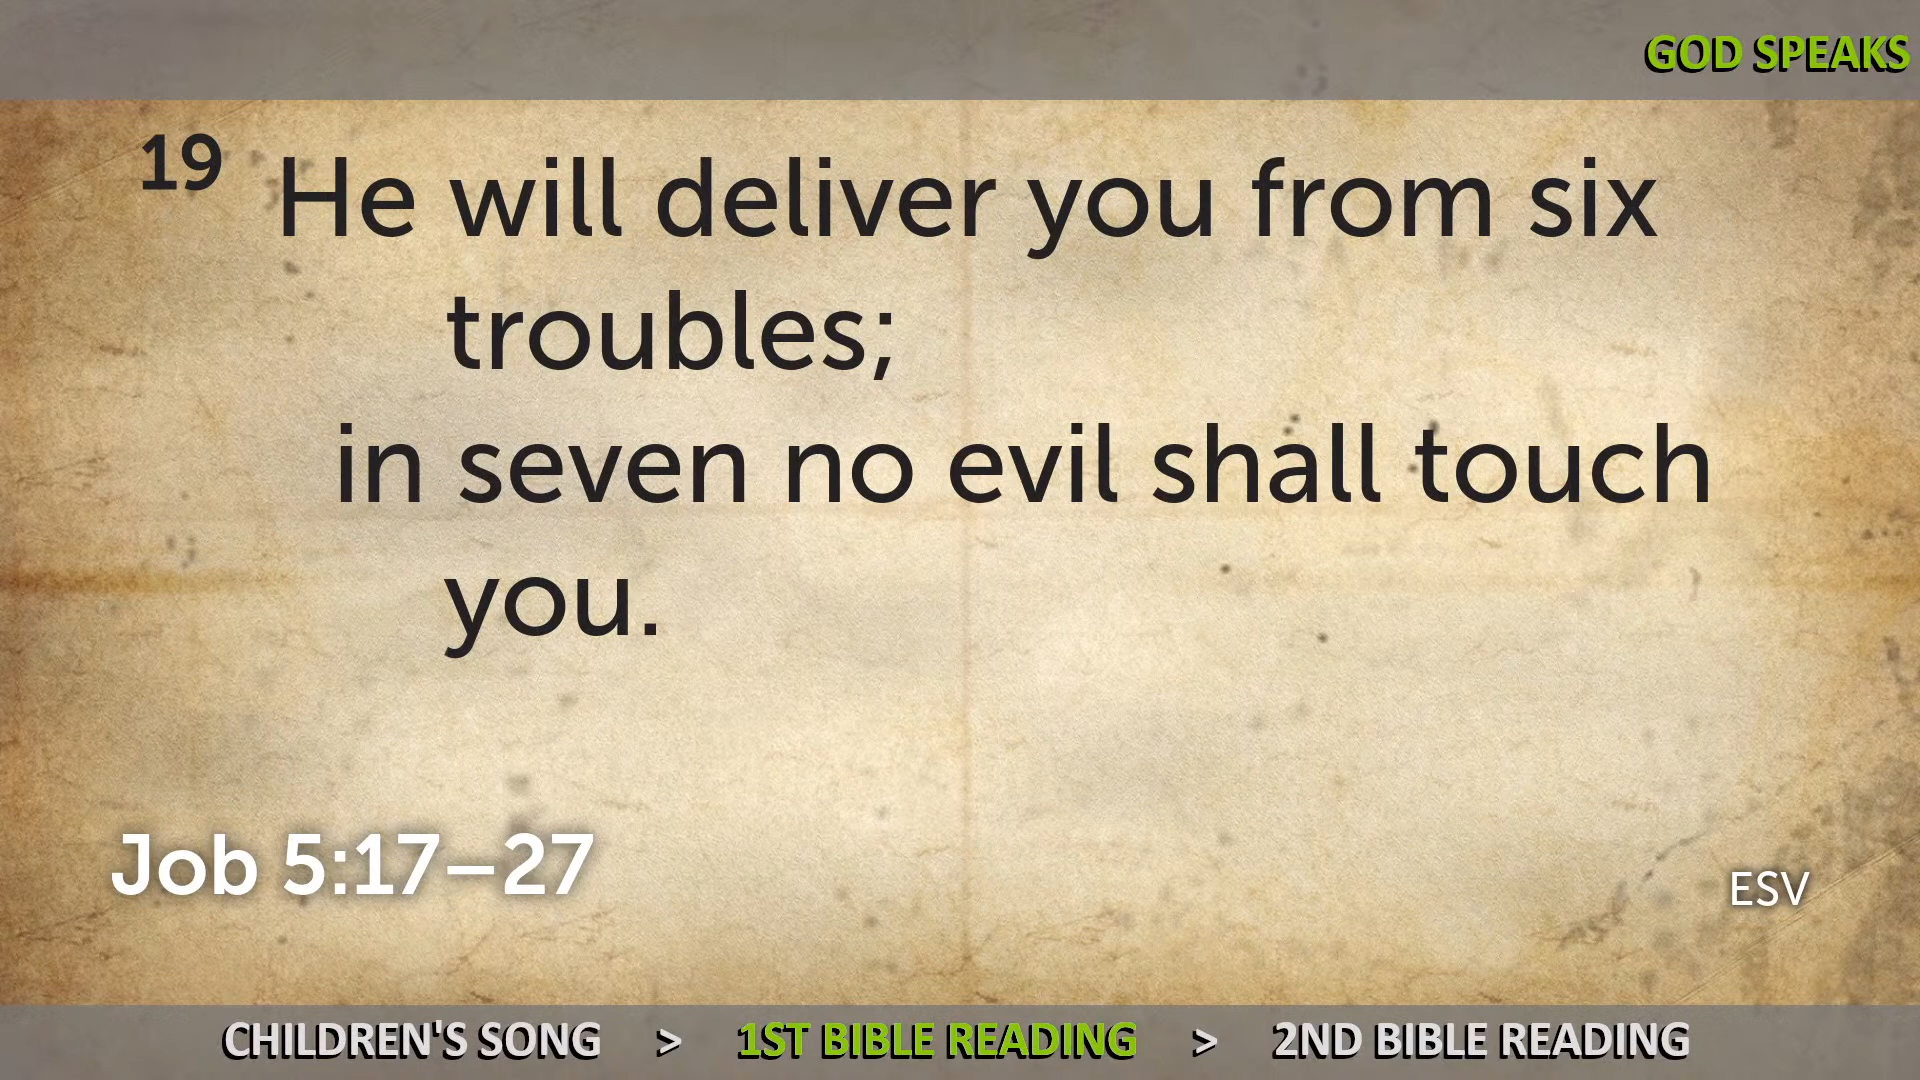 GOD SPEAKS
19 He will deliver you from six
troubles;
in seven no evil shall touch
you.
Job 5:17–27
ESV
CHILDREN'S SONG > 1ST BIBLE READING > 2ND BIBLE READING